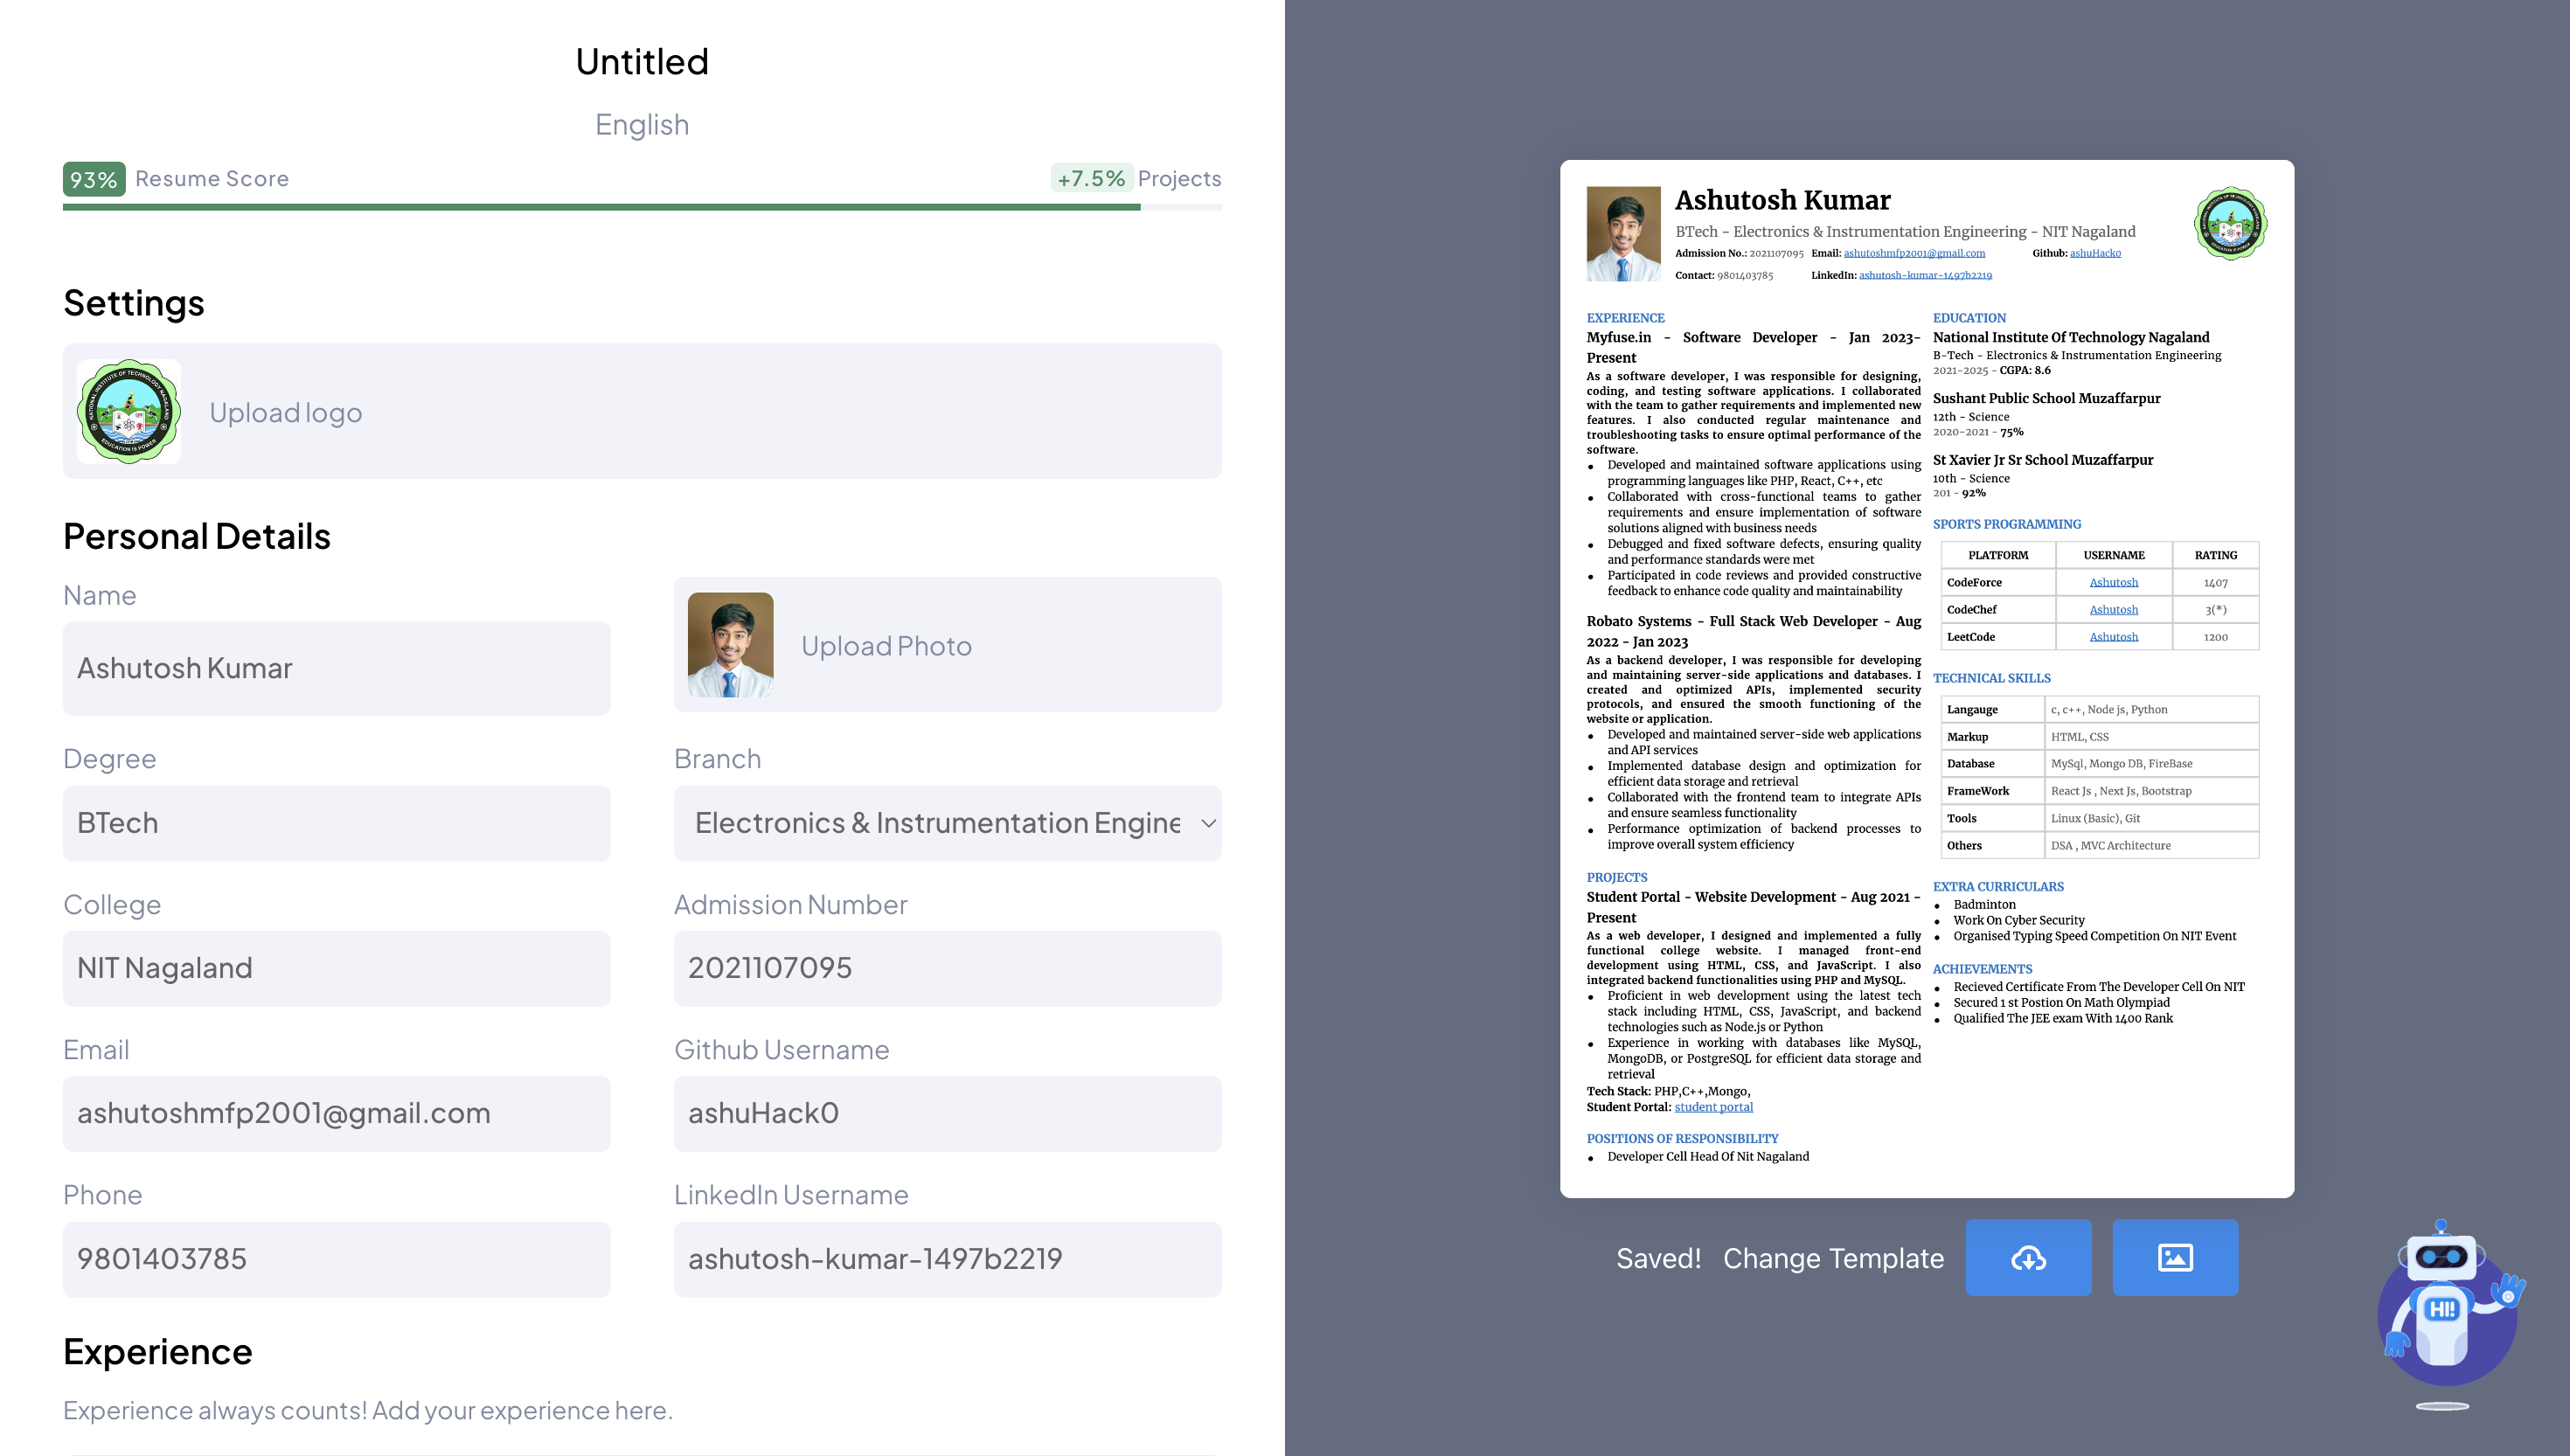 Untitled
English
93% Resume Score
+7.5% Projects
Settings
NATIONAL INSTITUTE OF TECHNOLOGY NAGALAND
EDUCATION IS POWER
Upload logo
Personal Details
Name
Ashutosh Kumar
Upload Photo
Degree
BTech
Branch
Electronics & Instrumentation Engine
College
NIT Nagaland
Admission Number
2021107095
Email
ashutoshmfp2001@gmail.com
Github Username
ashuHack0
Phone
9801403785
LinkedIn Username
ashutosh-kumar-1497b2219
Experience
Experience always counts! Add your experience here.
Ashutosh Kumar
BTech - Electronics & Instrumentation Engineering - NIT Nagaland
Admission No.: 2021107095 Email: ashutoshmfp2001@gmail.com Github: ashuHack0
Contact: 9801403785 LinkedIn: ashutosh-kumar-1497b2219
EXPERIENCE
Myfuse.in - Software Developer - Jan 2023-
Present
As a software developer, I was responsible for designing,
coding, and testing software applications. I collaborated
with the team to gather requirements and implemented new
features. I also conducted regular maintenance and
troubleshooting tasks to ensure optimal performance of the
software.
• Developed and maintained software applications using
programming languages like PHP, React, C++, etc
• Collaborated with cross-functional teams to gather
requirements and ensure implementation of software
solutions aligned with business needs
• Debugged and fixed software defects, ensuring quality
and performance standards were met
• Participated in code reviews and provided constructive
feedback to enhance code quality and maintainability
Robato Systems - Full Stack Web Developer - Aug
2022 - Jan 2023
As a backend developer, I was responsible for developing
and maintaining server-side applications and databases. I
created and optimized APIs, implemented security
protocols, and ensured the smooth functioning of the
website or application.
• Developed and maintained server-side web applications
and API services
• Implemented database design and optimization for
efficient data storage and retrieval
• Collaborated with the frontend team to integrate APIs
and ensure seamless functionality
• Performance optimization of backend processes to
improve overall system efficiency
PROJECTS
Student Portal - Website Development - Aug 2021 -
Present
As a web developer, I designed and implemented a fully
functional college website. I managed front-end
development using HTML, CSS, and JavaScript. I also
integrated backend functionalities using PHP and MySQL.
• Proficient in web development using the latest tech
stack including HTML, CSS, JavaScript, and backend
technologies such as Node.js or Python
• Experience in working with databases like MySQL,
MongoDB, or PostgreSQL for efficient data storage and
retrieval
Tech Stack: PHP,C++,Mongo,
Student Portal: student portal
POSITIONS OF RESPONSIBILITY
• Developer Cell Head Of Nit Nagaland
EDUCATION
National Institute Of Technology Nagaland
B-Tech - Electronics & Instrumentation Engineering
2021-2025 - CGPA: 8.6
Sushant Public School Muzaffarpur
12th - Science
2020-2021 - 75%
St Xavier Jr Sr School Muzaffarpur
10th - Science
201 - 92%
SPORTS PROGRAMMING
PLATFORM USERNAME RATING
CodeForce Ashutosh 1407
CodeChef Ashutosh 3(*)
LeetCode Ashutosh 1200
TECHNICAL SKILLS
Langauge c, c++, Node js, Python
Markup HTML, CSS
Database MySql, Mongo DB, FireBase
FrameWork React Js , Next Js, Bootstrap
Tools Linux (Basic), Git
Others DSA , MVC Architecture
EXTRA CURRICULARS
• Badminton
• Work On Cyber Security
• Organised Typing Speed Competition On NIT Event
ACHIEVEMENTS
• Recieved Certificate From The Developer Cell On NIT
• Secured 1 st Postion On Math Olympiad
• Qualified The JEE exam With 1400 Rank
Saved! Change Template
HI!